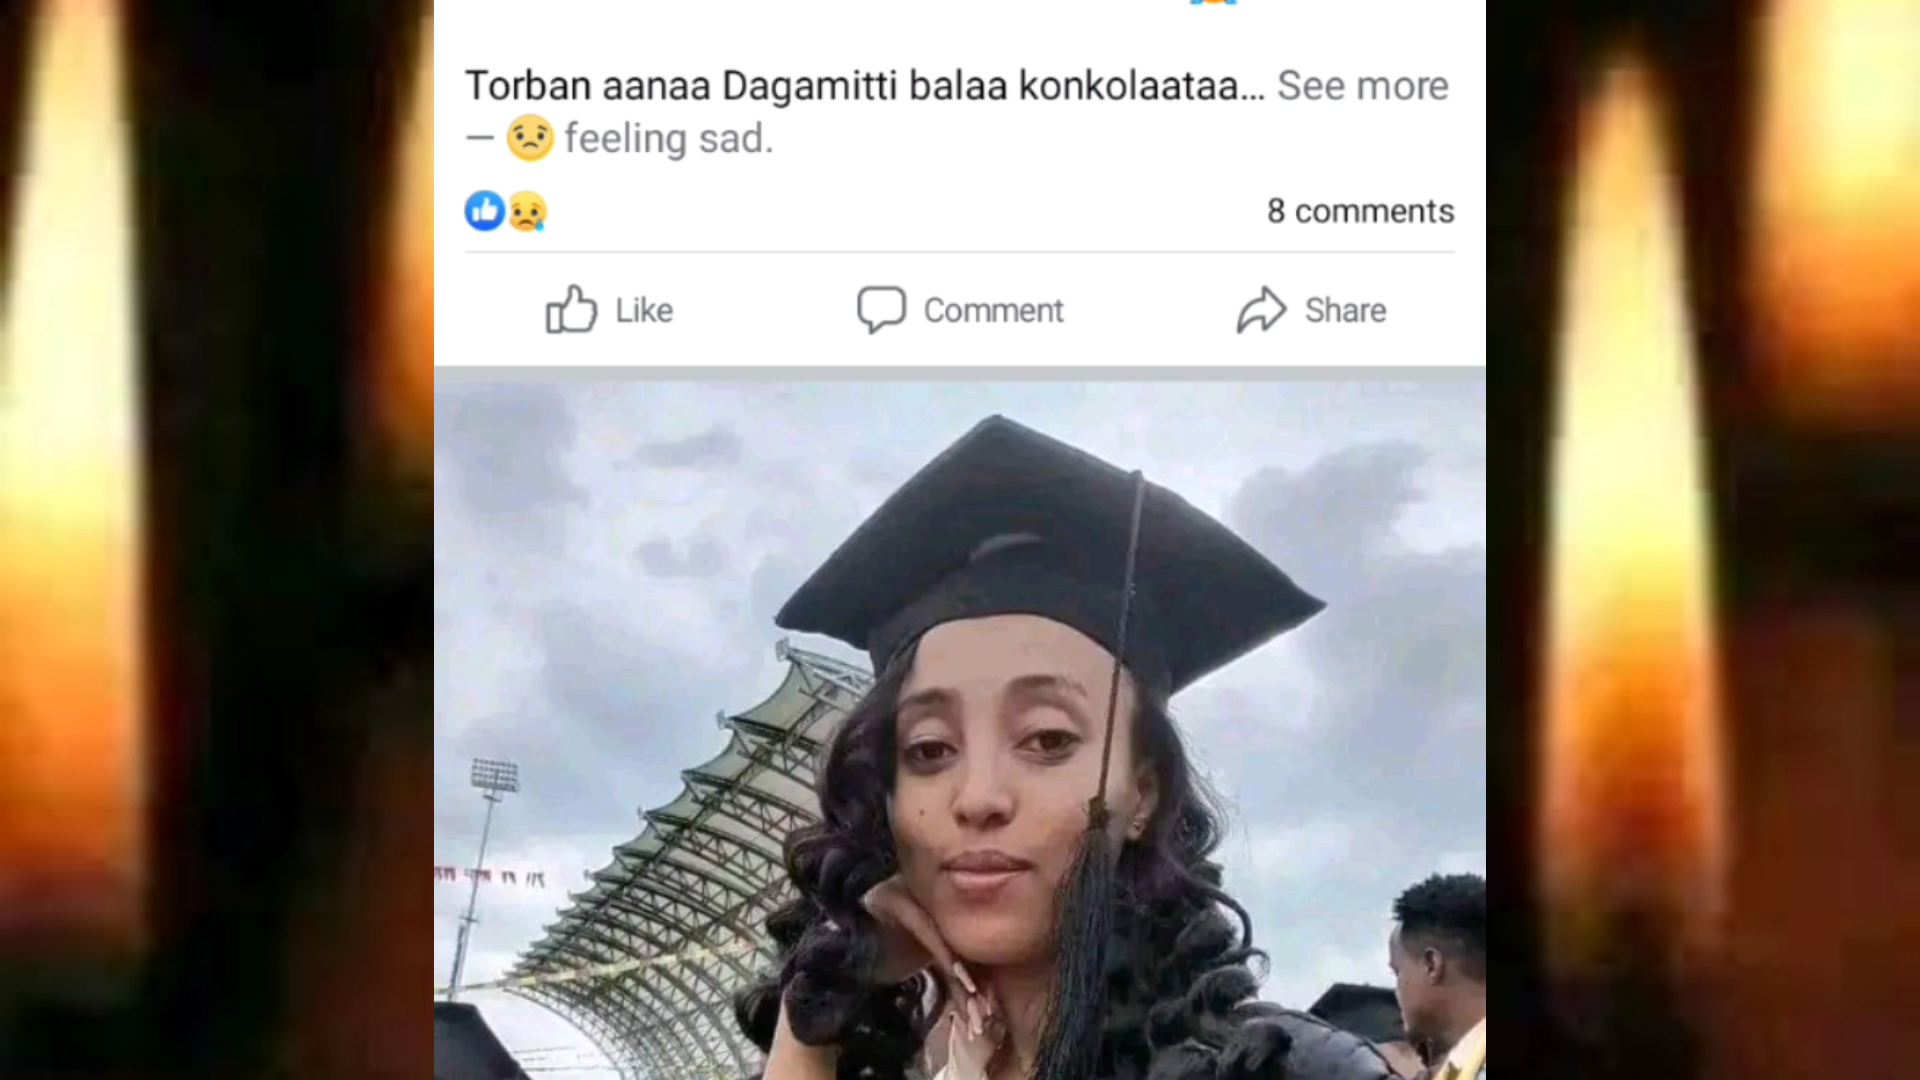 Torban aanaa Dagamitti balaa konkolaataa... See more
— feeling sad.
8 comments
Like Comment Share